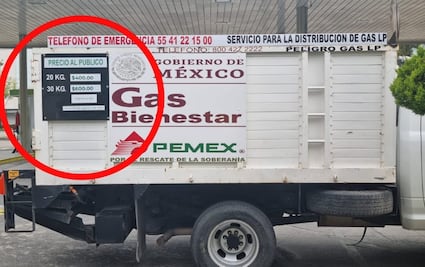 TELEFONO DE EMERGENCIA 55 41 22 15 00
SERVICIO PARA LA DISTRIBUCION DE GAS LP
TELEFONO 800
PELIGRO GAS LP
PRECIO AL PUBLICO
20 KG. $400.00
30 KG. $600.00
GOBIERNO DE
MÉXICO
Gas
Bienestar
PEMEX
POR EL RESCATE DE LA SOBERANÍA